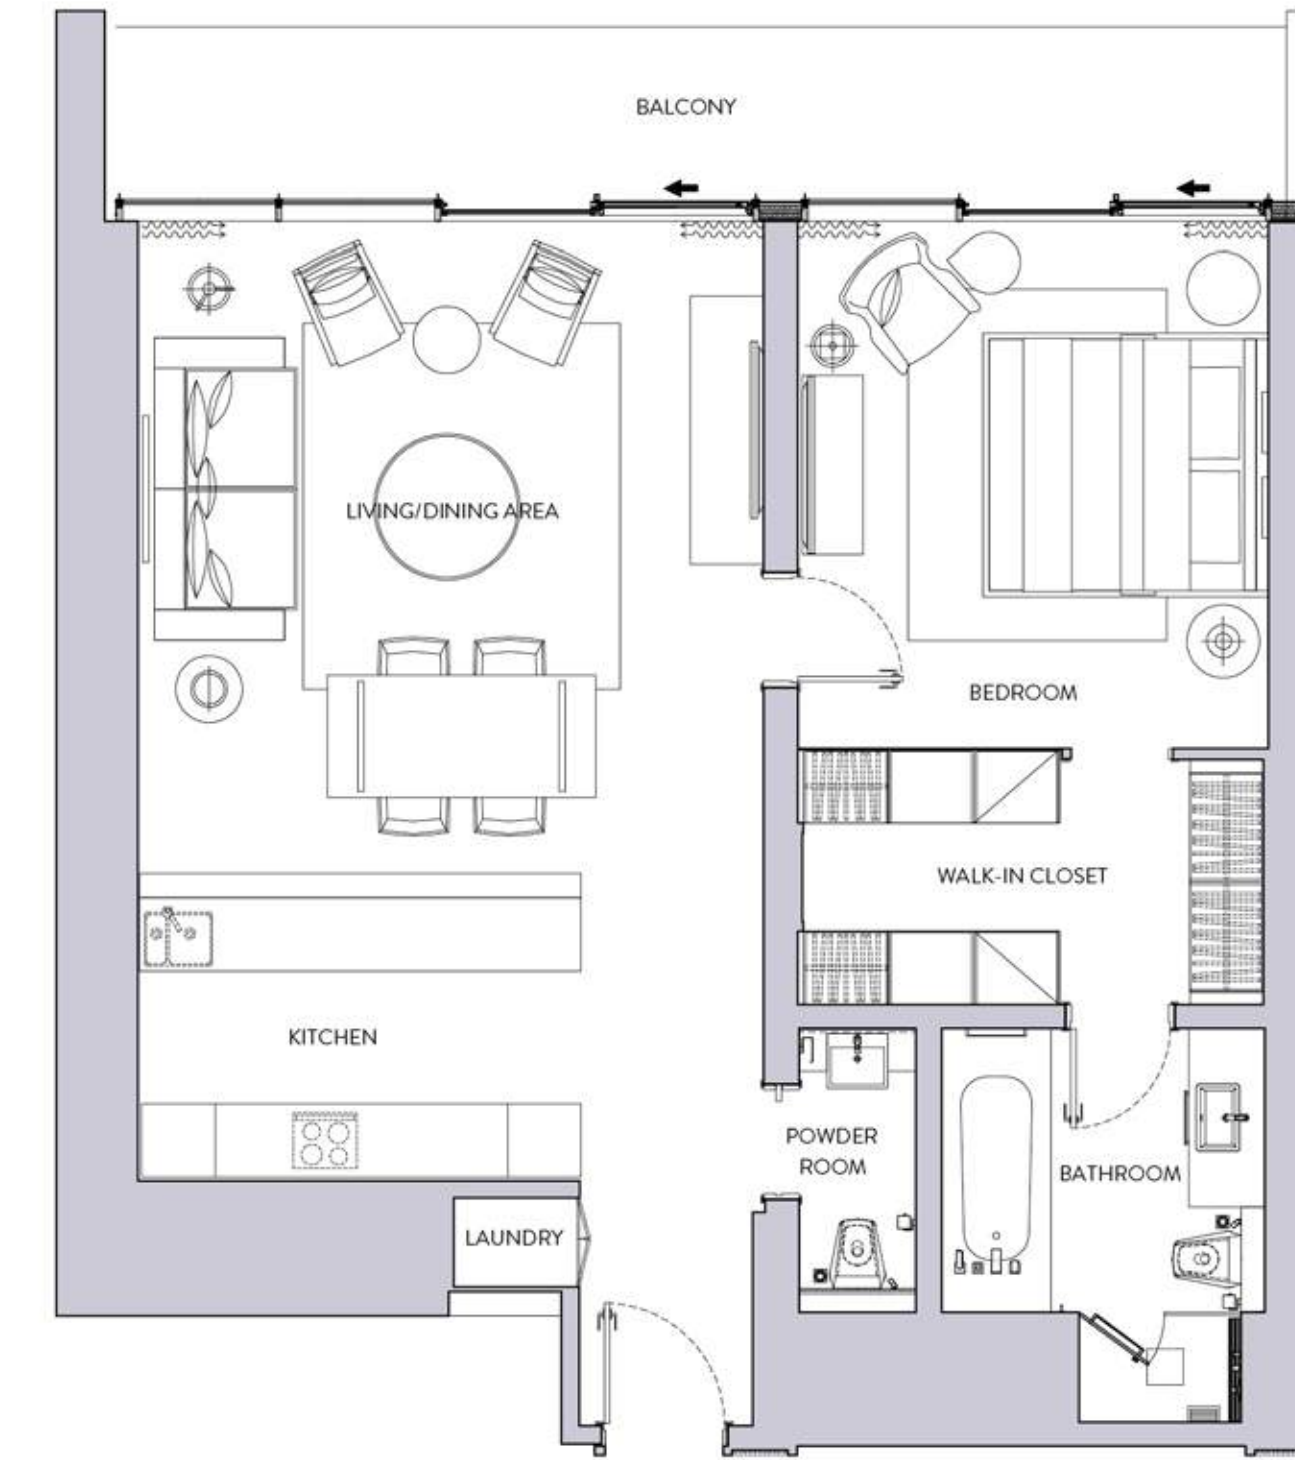 BALCONY
LIVING/DINING AREA
BEDROOM
WALK-IN CLOSET
KITCHEN
POWDER
ROOM
BATHROOM
LAUNDRY